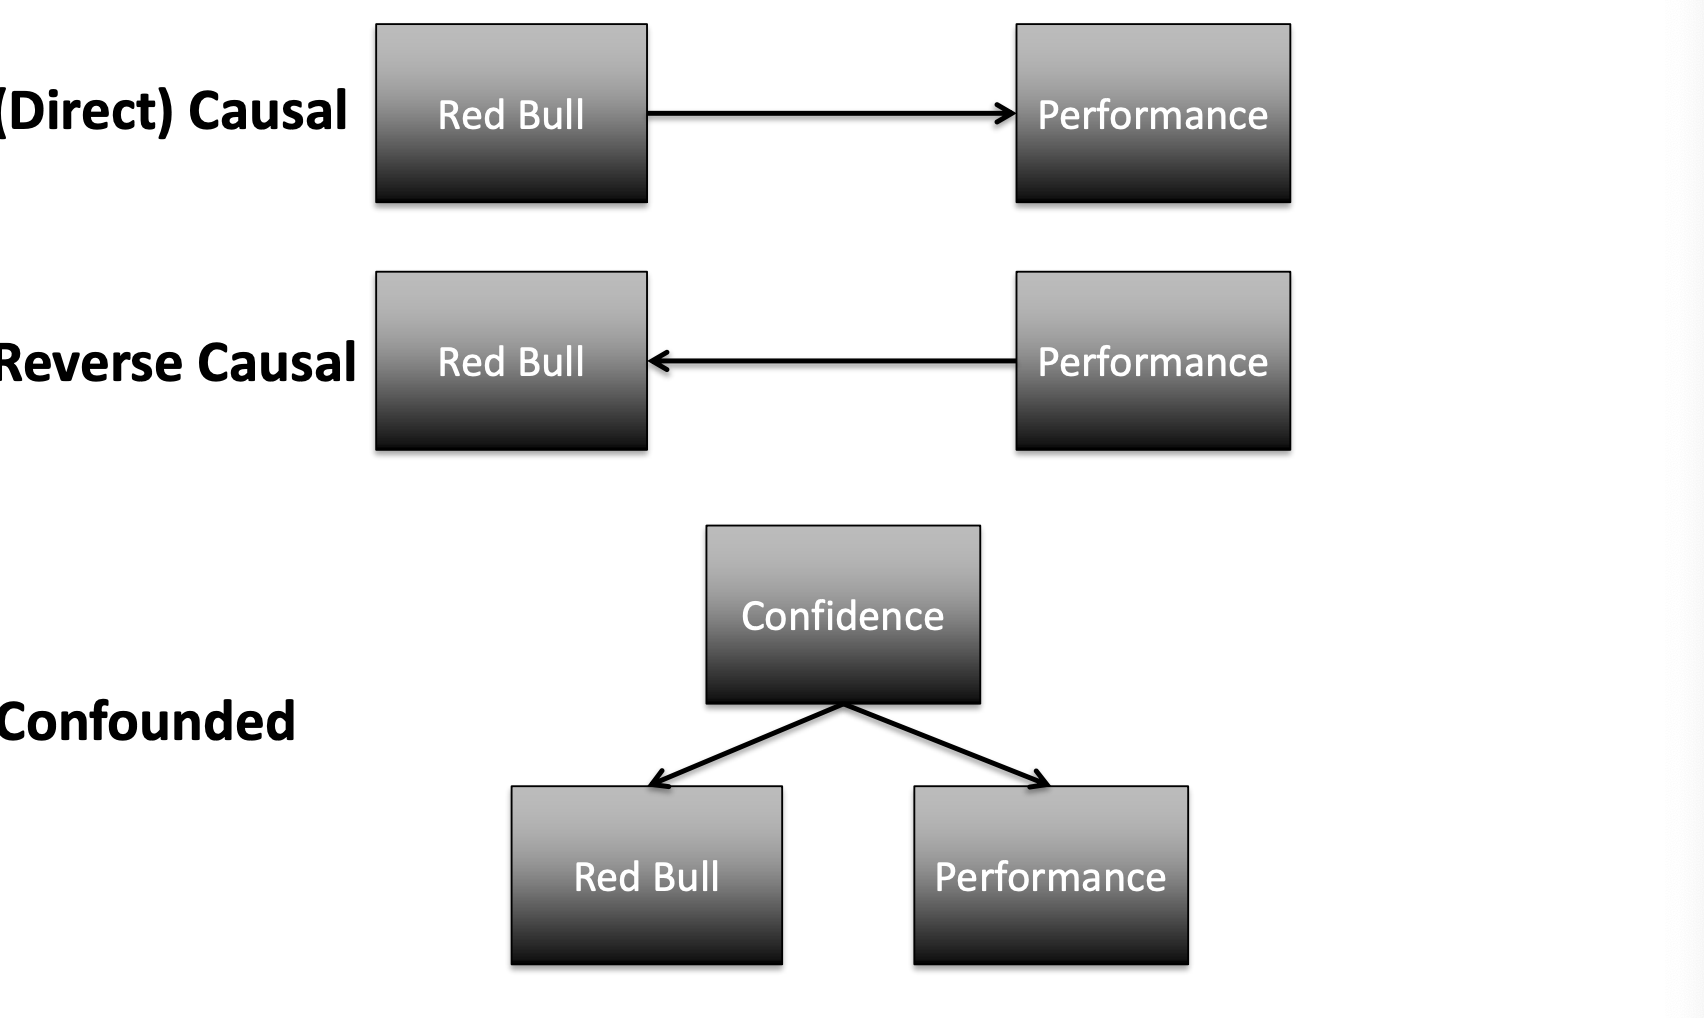 (Direct) Causal
Red Bull
Performance
Reverse Causal
Red Bull
Performance
Confidence
Confounded
Red Bull
Performance